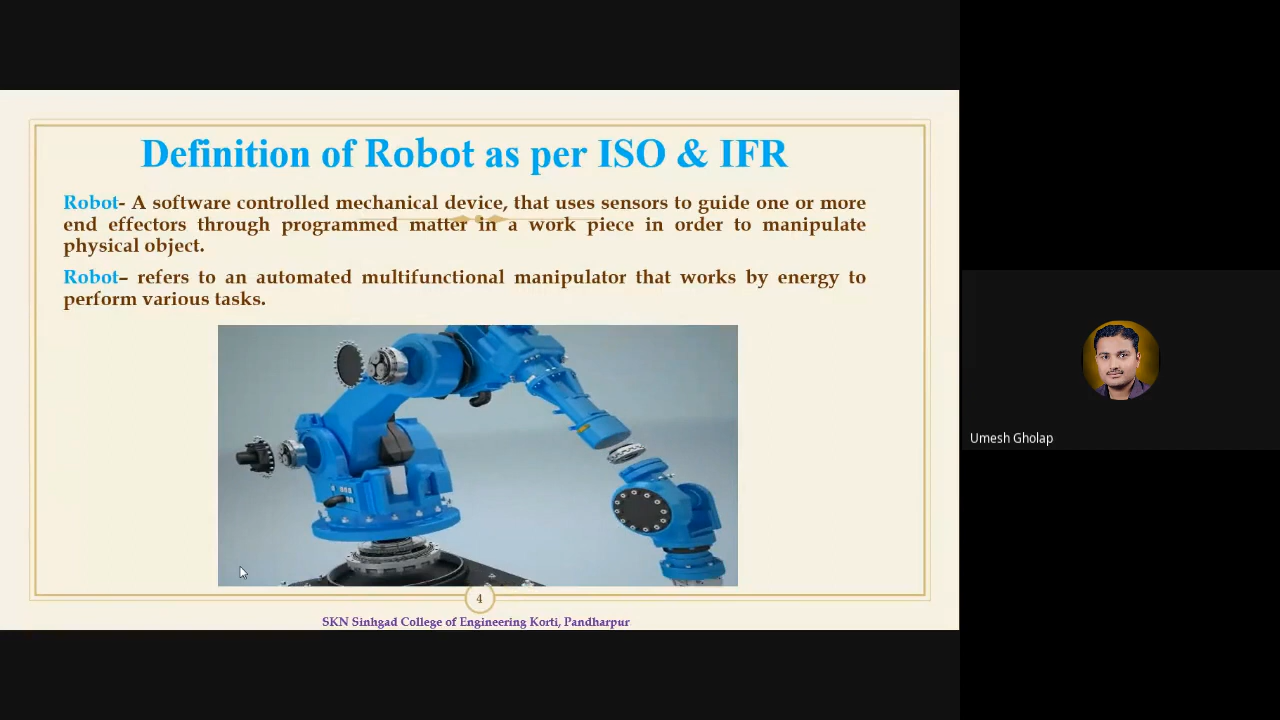 Definition of Robot as per ISO & IFR
Robot- A software controlled mechanical device, that uses sensors to guide one or more
end effectors through programmed matter in a work piece in order to manipulate
physical object.
Robot– refers to an automated multifunctional manipulator that works by energy to
perform various tasks.
4
SKN Sinhgad College of Engineering Korti, Pandharpur
Umesh Gholap